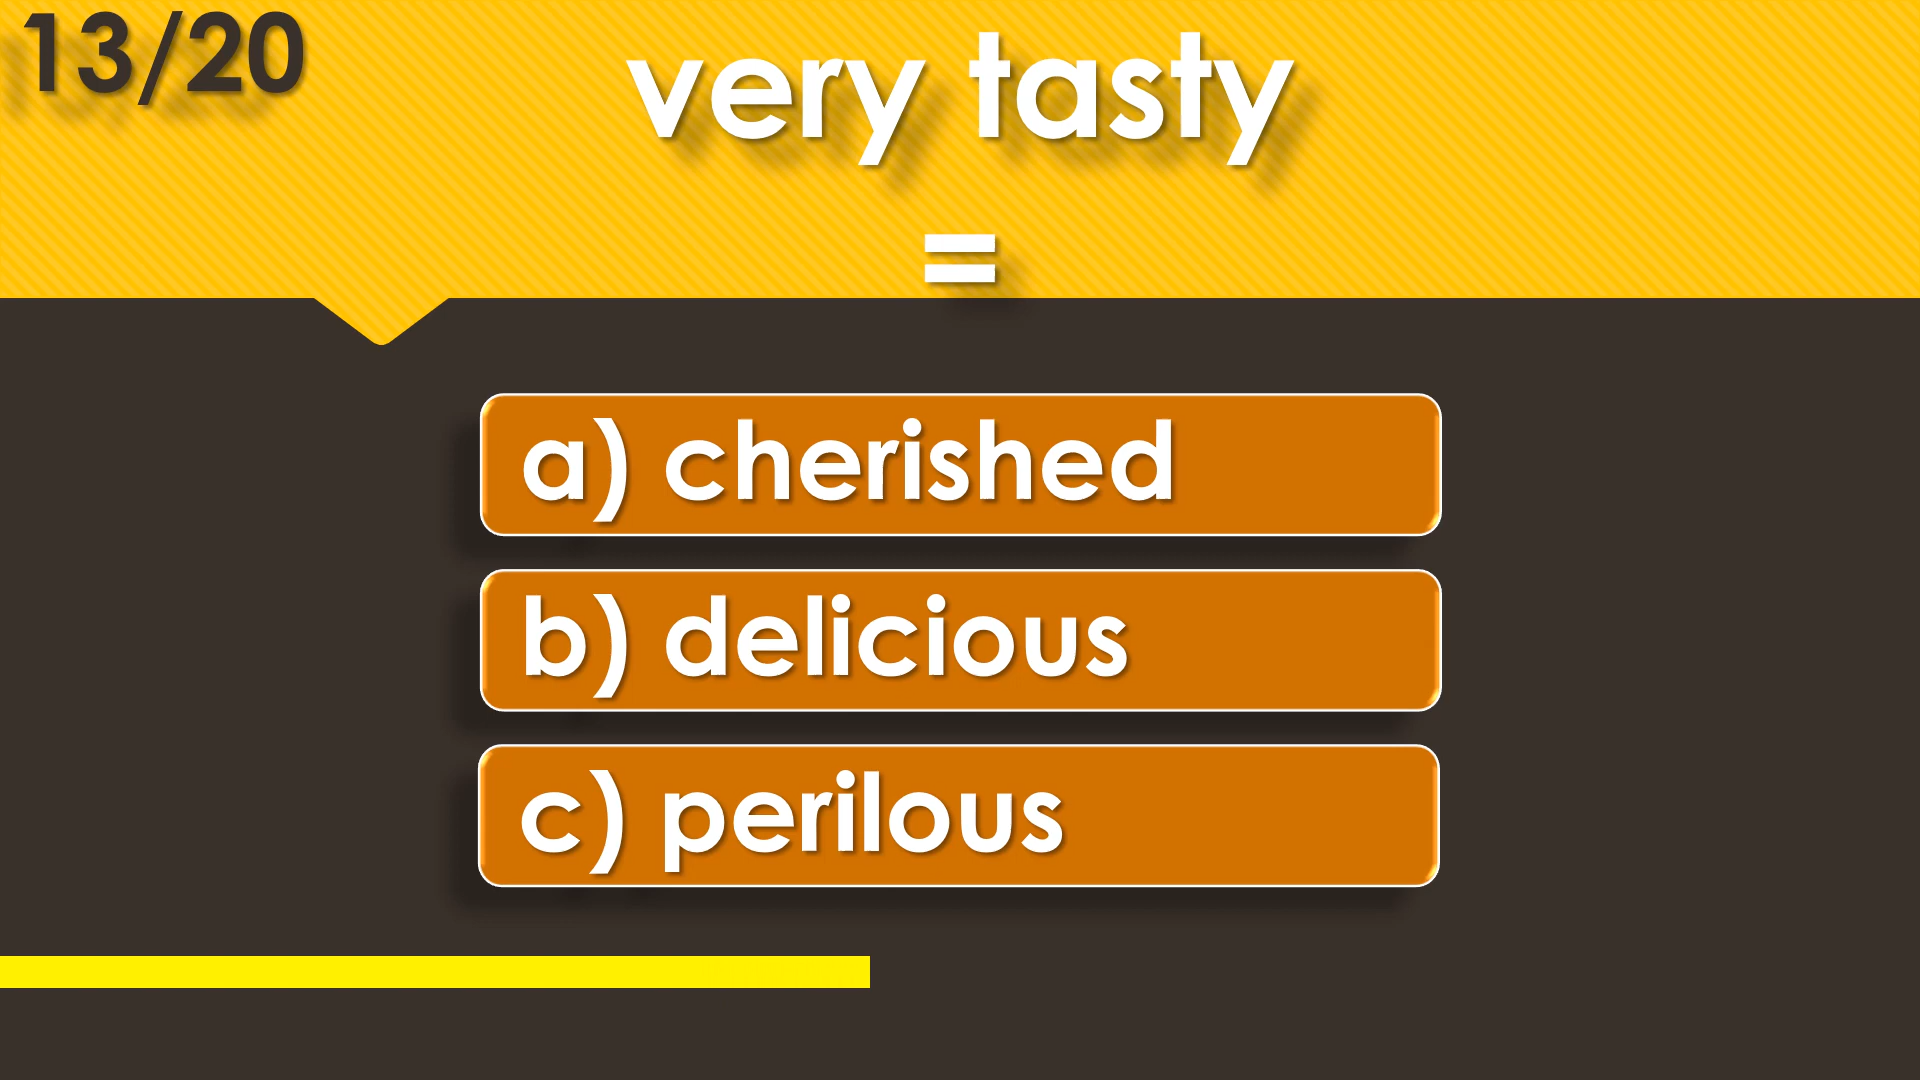 13/20
very tasty
=
a) cherished
b) delicious
c) perilous